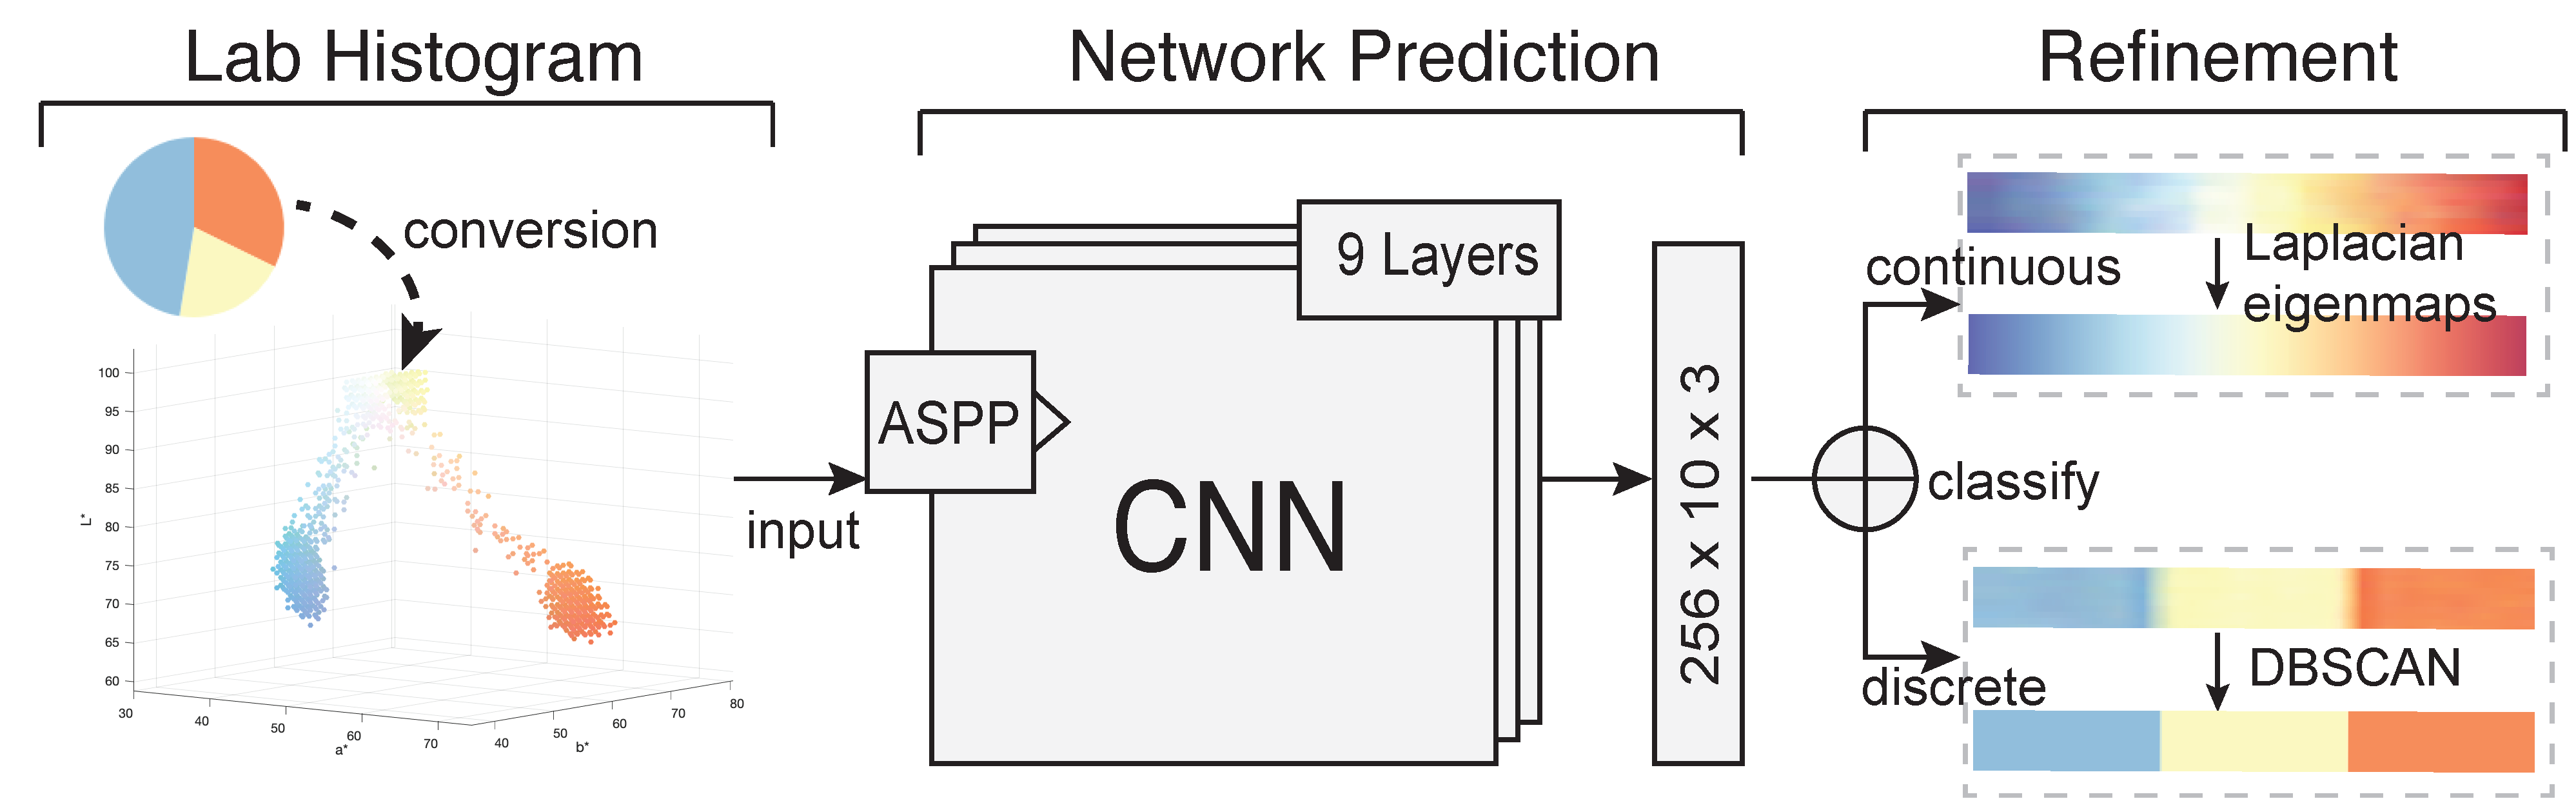 Lab Histogram
Network Prediction
Refinement
conversion
100
95
90
85
80
75
70
65
60
L*
30
40
50
60
70
a*
40
50
60
70
80
b*
input
ASPP
9 Layers
CNN
256 x 10 x 3
classify
continuous
Laplacian
eigenmaps
discrete
DBSCAN